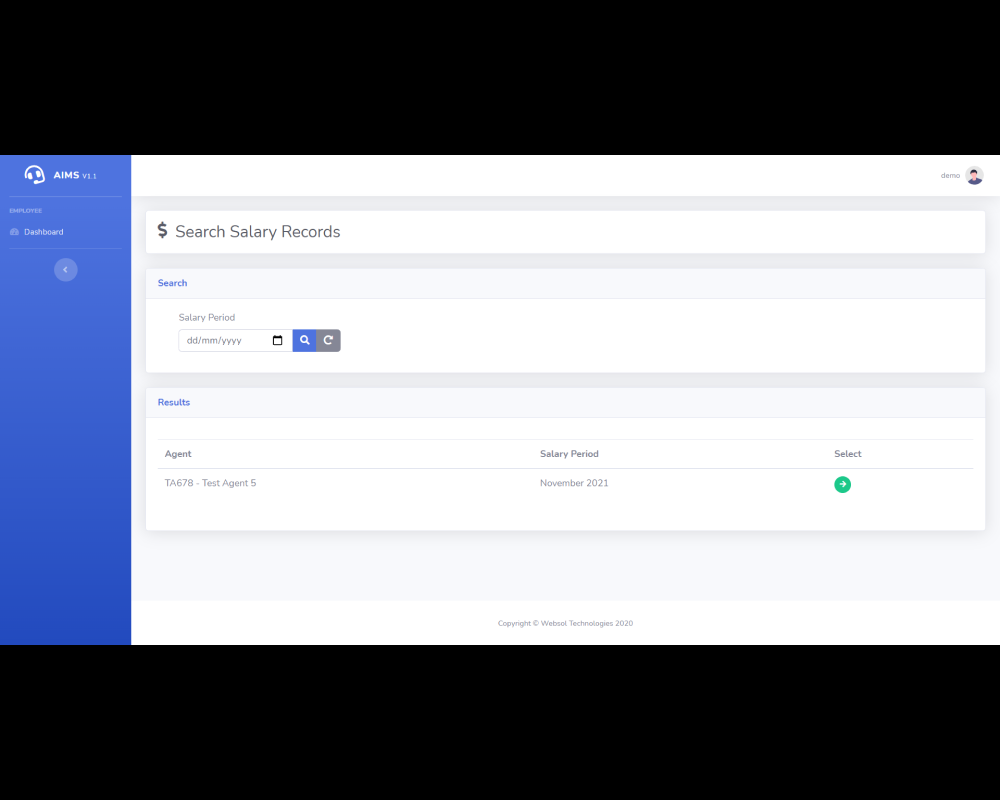 AIMS V1.1
demo
EMPLOYEE
Dashboard
Search Salary Records
Search
Salary Period
dd/mm/yyyy
Results
Agent Salary Period Select
TA678 - Test Agent 5 November 2021
Copyright © Websol Technologies 2020